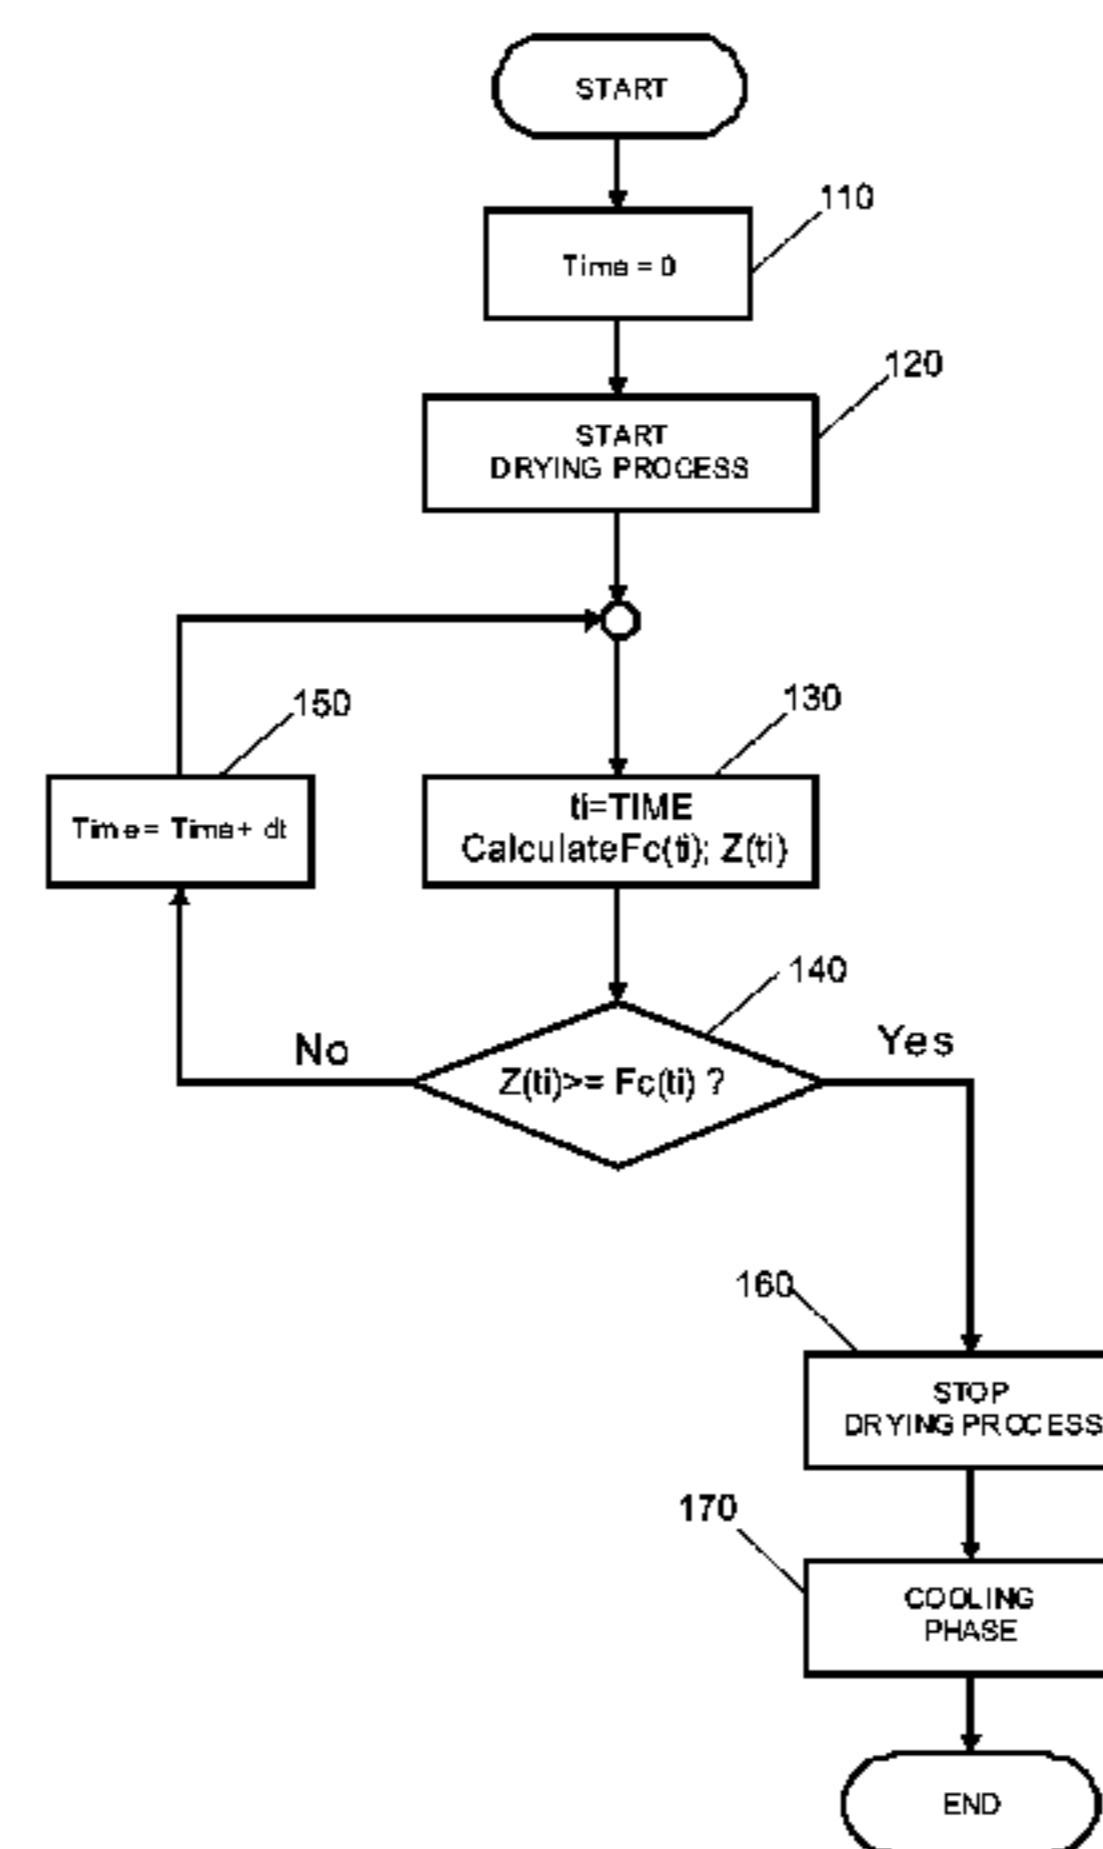 START
110
Time = 0
120
START
DRYING PROCESS
150
130
Time = Time + dt
ti=TIME
CalculateFc(ti); Z(ti)
140
No
Yes
Z(ti)>= Fc(ti) ?
160
STOP
DRYING PROCESS
170
COOLING
PHASE
END